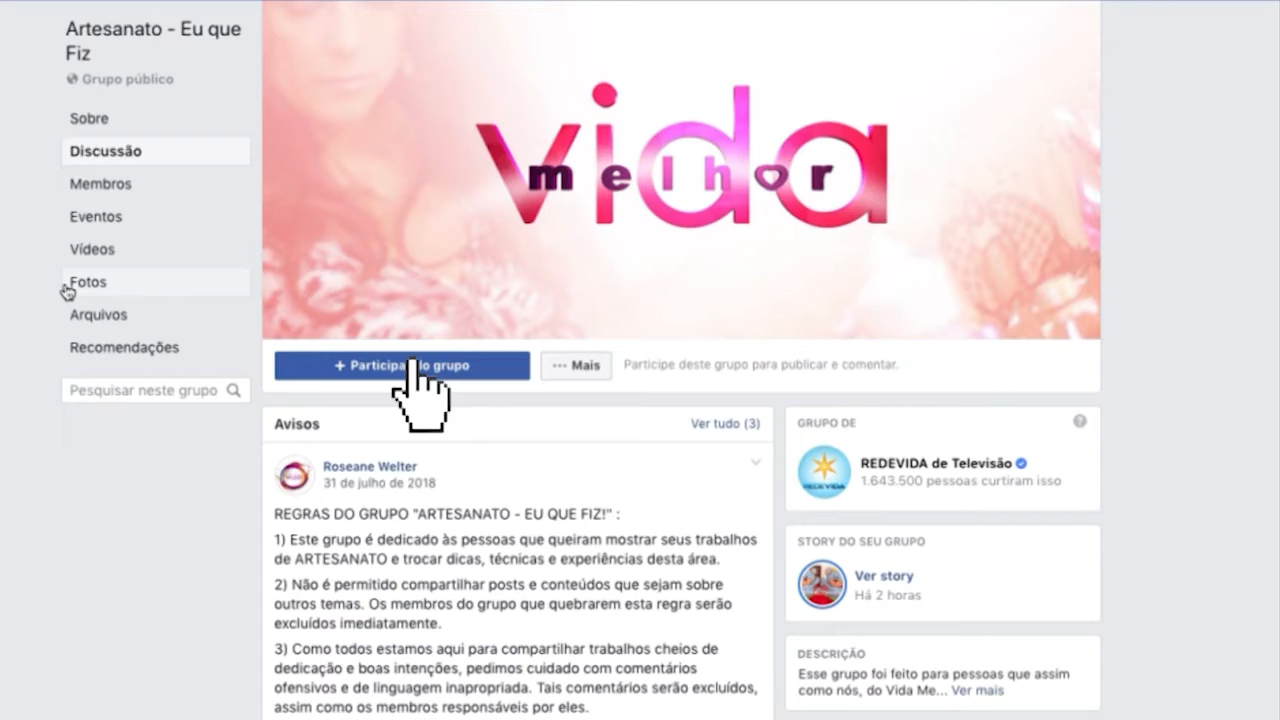 Artesanato - Eu que
Fiz
Grupo público
Sobre
Discussão
Membros
Eventos
Vídeos
Fotos
Arquivos
Recomendações
Pesquisar neste grupo
vida
melhor
+ Participar do grupo
··· Mais
Participe deste grupo para publicar e comentar.
Avisos
Ver tudo (3)
Roseane Welter
31 de julho de 2018
REGRAS DO GRUPO "ARTESANATO - EU QUE FIZ!" :
1) Este grupo é dedicado às pessoas que queiram mostrar seus trabalhos
de ARTESANATO e trocar dicas, técnicas e experiências desta área.
2) Não é permitido compartilhar posts e conteúdos que sejam sobre
outros temas. Os membros do grupo que quebrarem esta regra serão
excluídos imediatamente.
3) Como todos estamos aqui para compartilhar trabalhos cheios de
dedicação e boas intenções, pedimos cuidado com comentários
ofensivos e de linguagem inapropriada. Tais comentários serão excluídos,
assim como os membros responsáveis por eles.
GRUPO DE
REDEVIDA
REDEVIDA de Televisão
1.643.500 pessoas curtiram isso
STORY DO SEU GRUPO
Ver story
Há 2 horas
DESCRIÇÃO
Esse grupo foi feito para pessoas que assim
como nós, do Vida Me... Ver mais